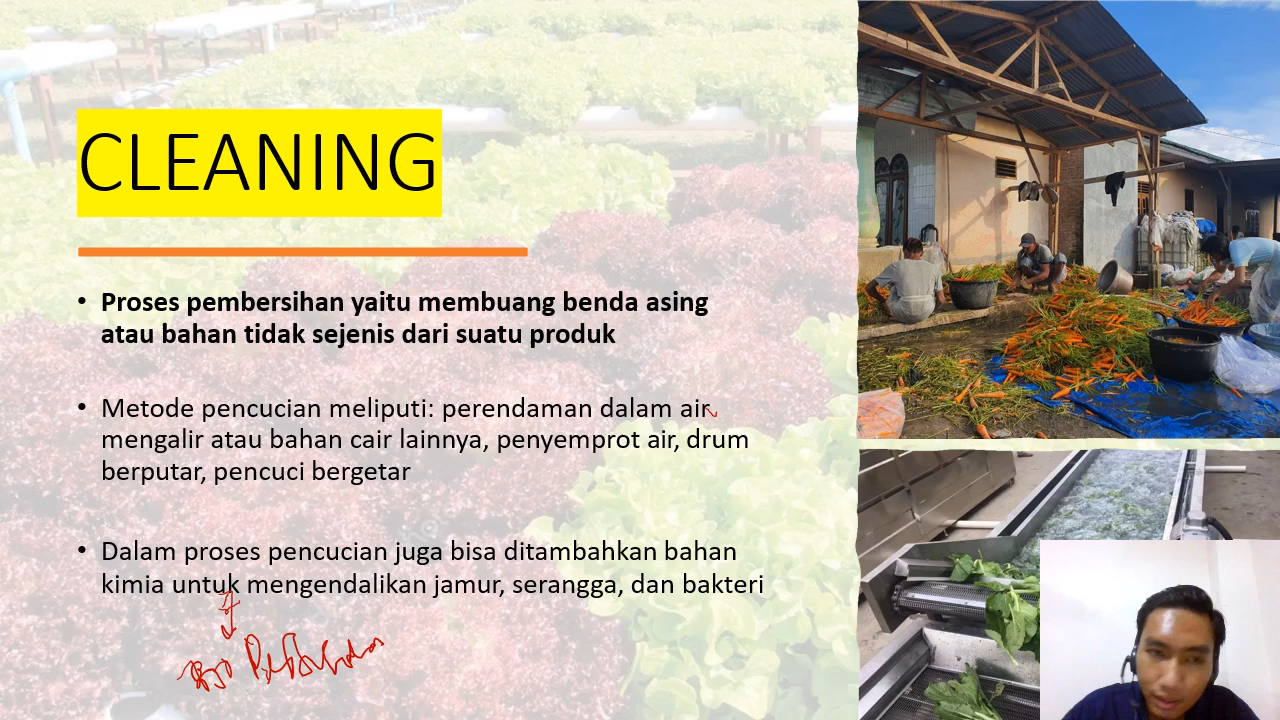 CLEANING
• Proses pembersihan yaitu membuang benda asing
atau bahan tidak sejenis dari suatu produk
• Metode pencucian meliputi: perendaman dalam air
mengalir atau bahan cair lainnya, penyemprot air, drum
berputar, pencuci bergetar
• Dalam proses pencucian juga bisa ditambahkan bahan
kimia untuk mengendalikan jamur, serangga, dan bakteri